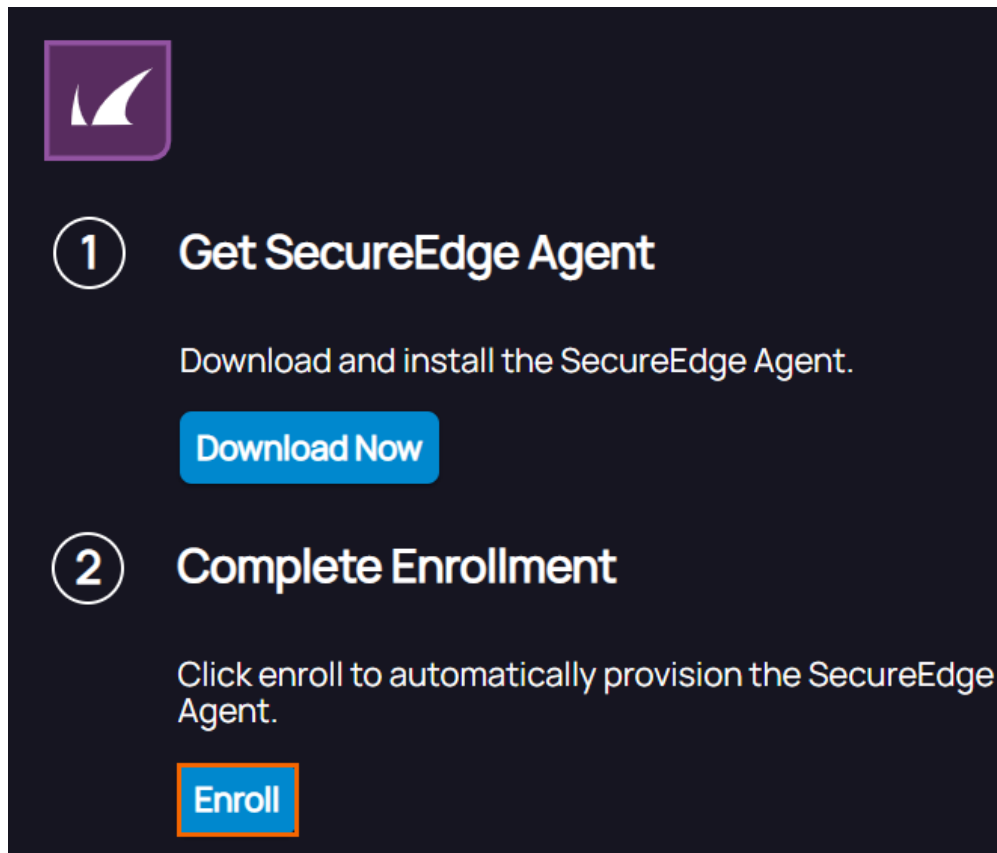 1
Get SecureEdge Agent
Download and install the SecureEdge Agent.
Download Now
2
Complete Enrollment
Click enroll to automatically provision the SecureEdge
Agent.
Enroll